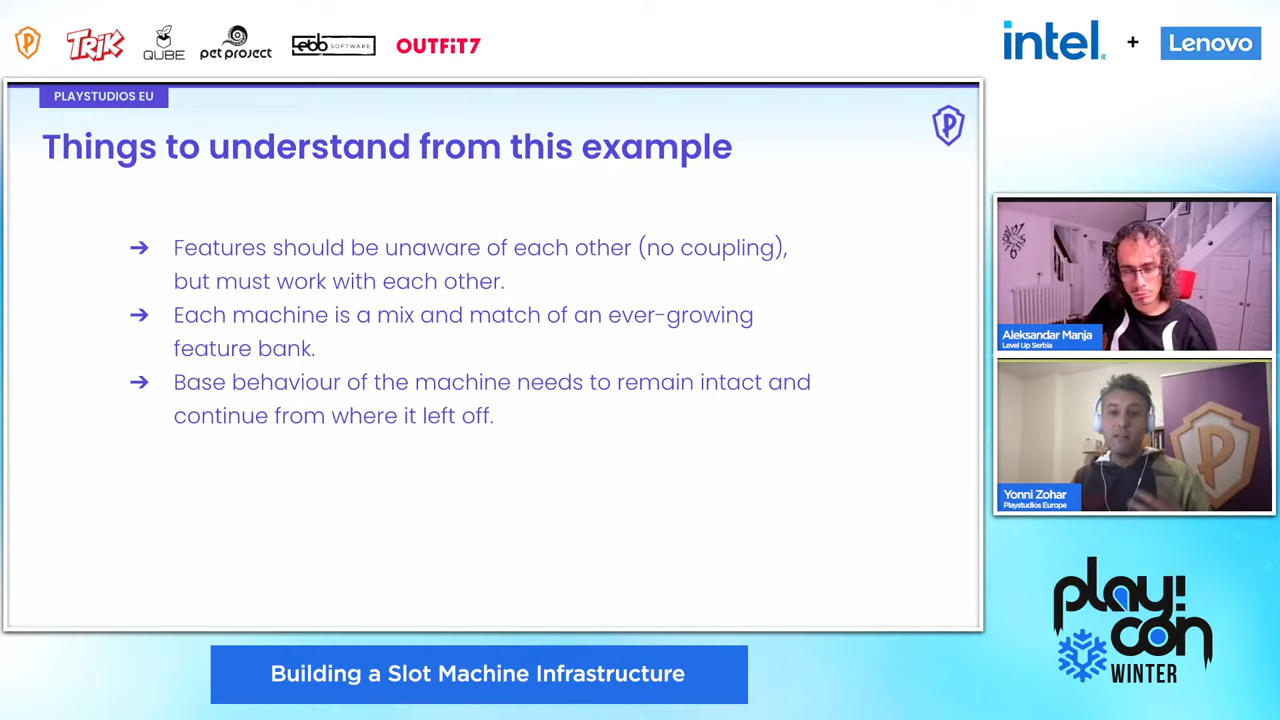 TRIK
QUBE
pet project
ebb SOFTWARE
OUTFIT7
intel + Lenovo
PLAYSTUDIOS EU
Things to understand from this example
➔ Features should be unaware of each other (no coupling),
but must work with each other.
➔ Each machine is a mix and match of an ever-growing
feature bank.
➔ Base behaviour of the machine needs to remain intact and
continue from where it left off.
Aleksandar Manja
Level Up Serbia
Yonni Zohar
Playstudios Europe
play!
con
WINTER
Building a Slot Machine Infrastructure